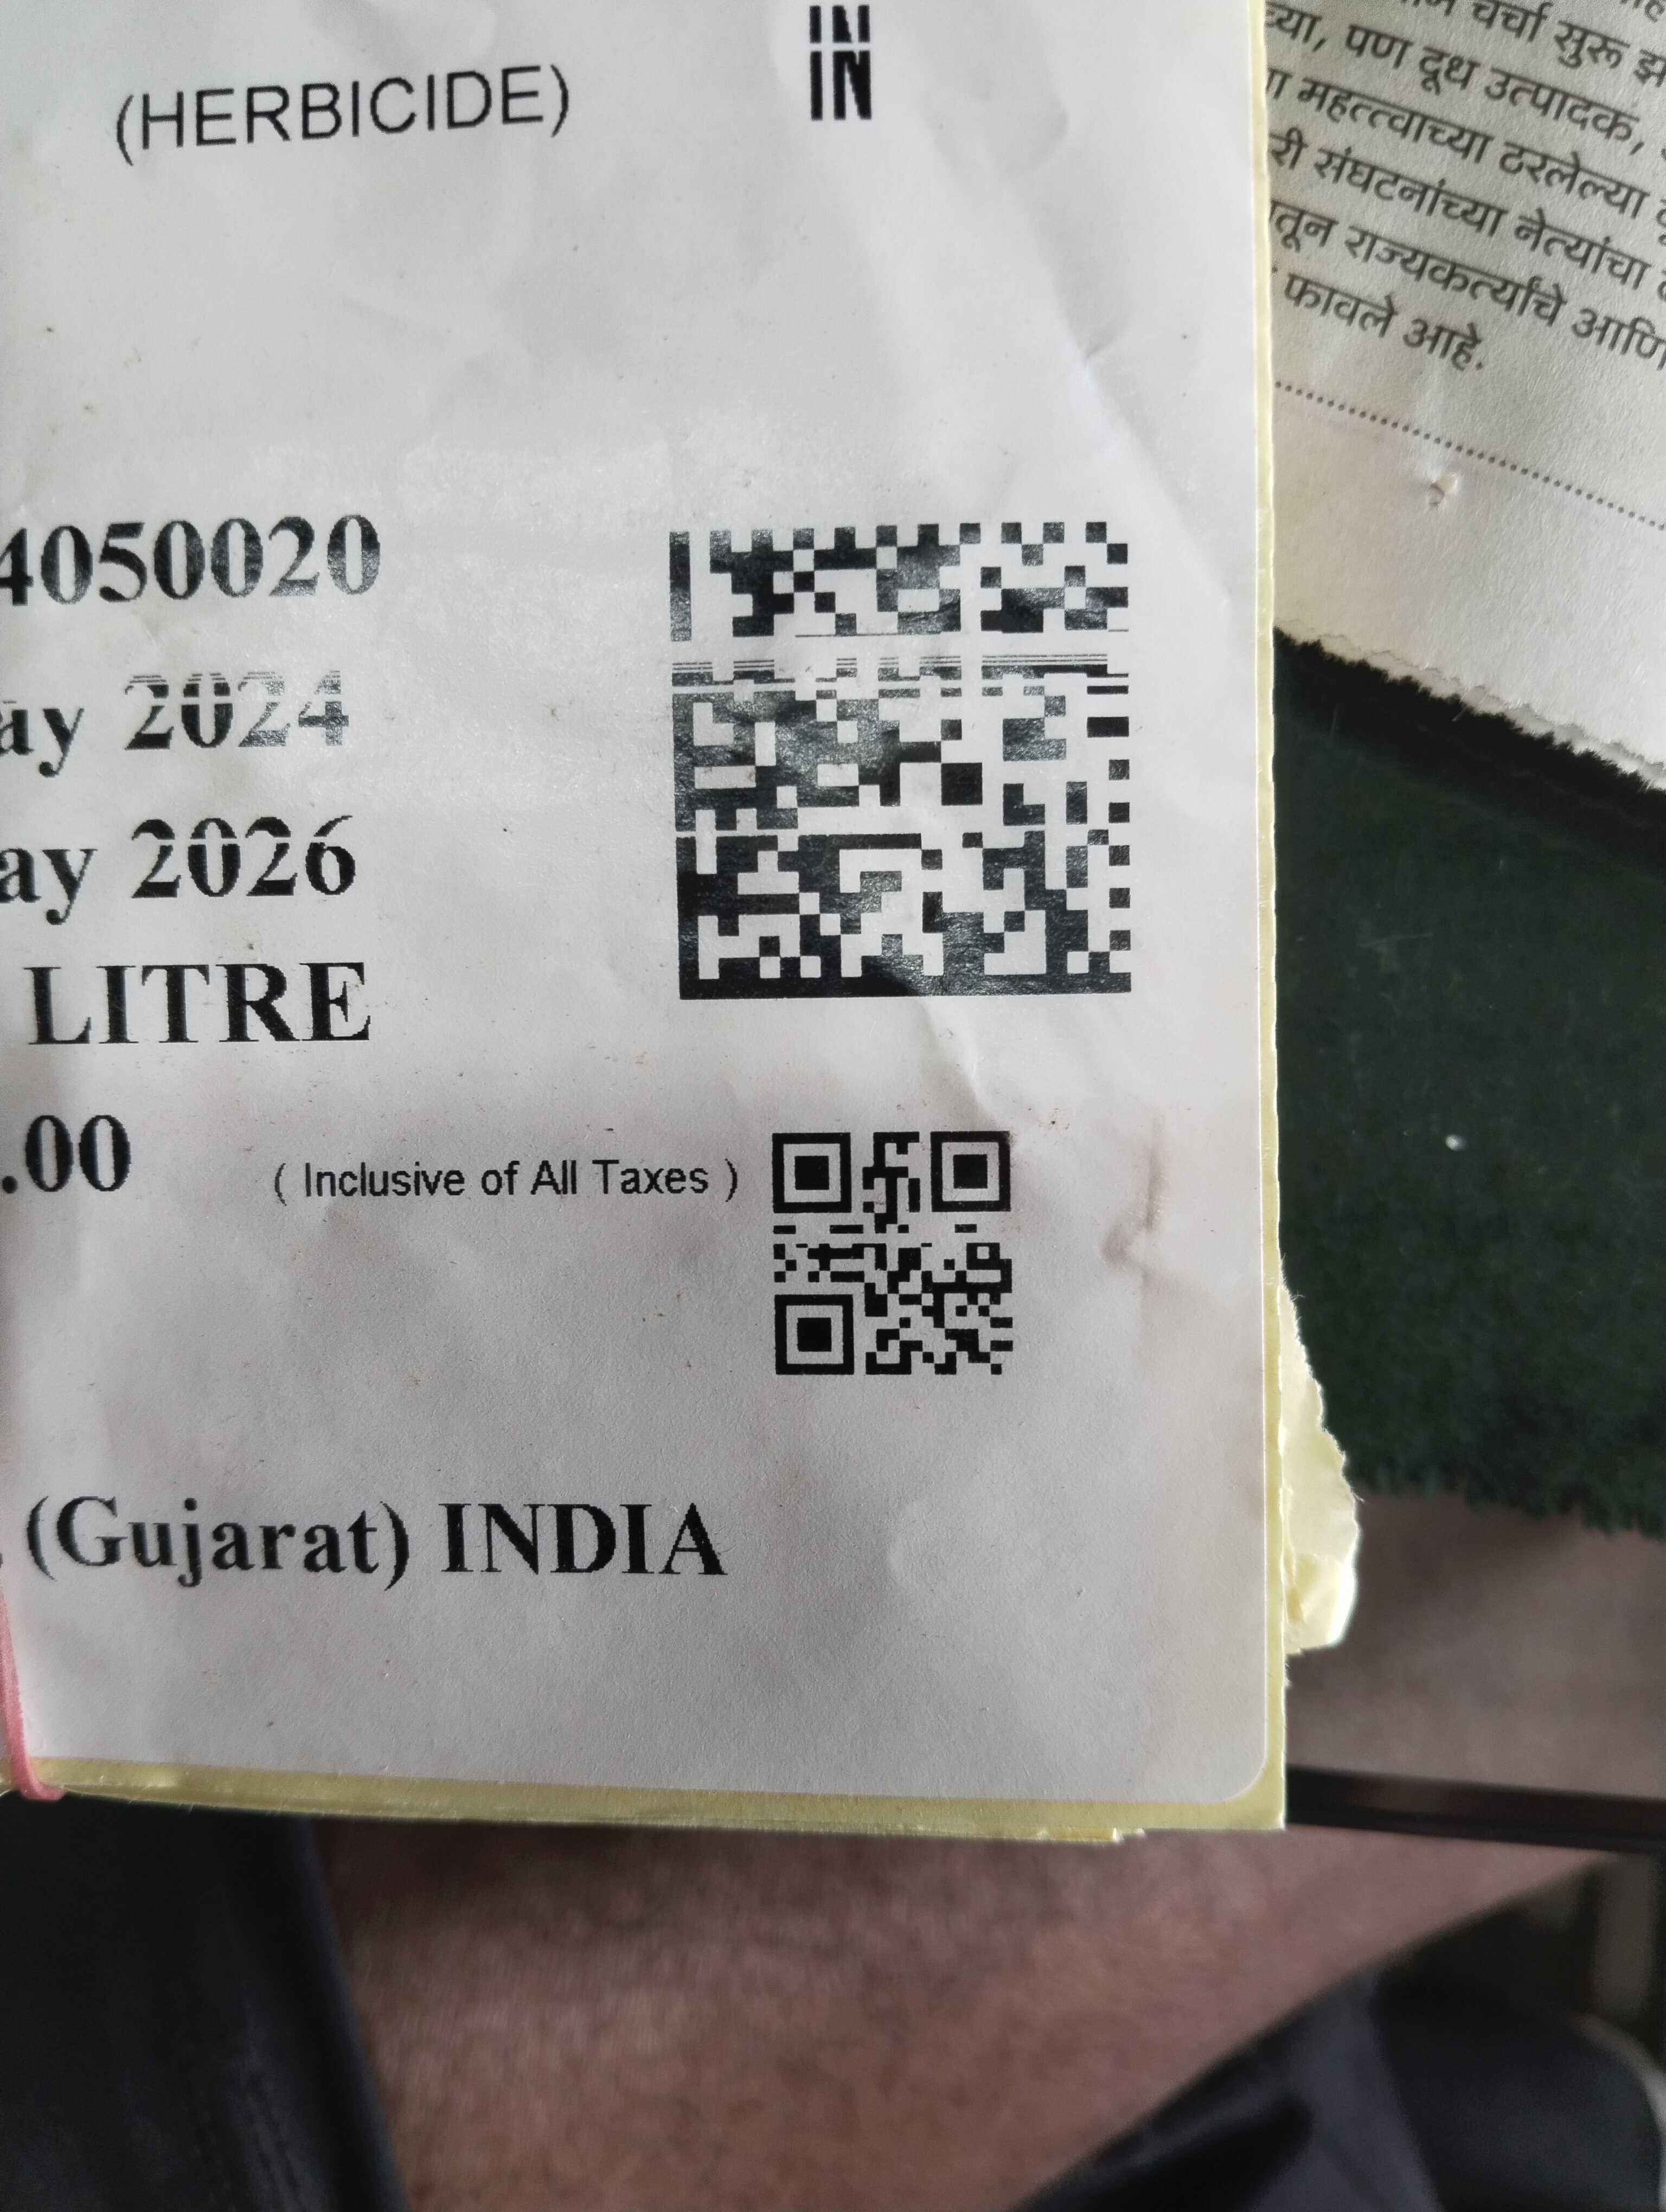 IN
(HERBICIDE)
IN
4050020
ay 2024
ay 2026
LITRE
.00
( Inclusive of All Taxes )
(Gujarat) INDIA
चर्चा सुरू
च्या, पण दूध उत्पादक,
महत्त्वाच्या ठरलेल्या
री संघटनांच्या नेत्यांचा
तून राज्यकर्त्यांचे आणि
फावले आहे.